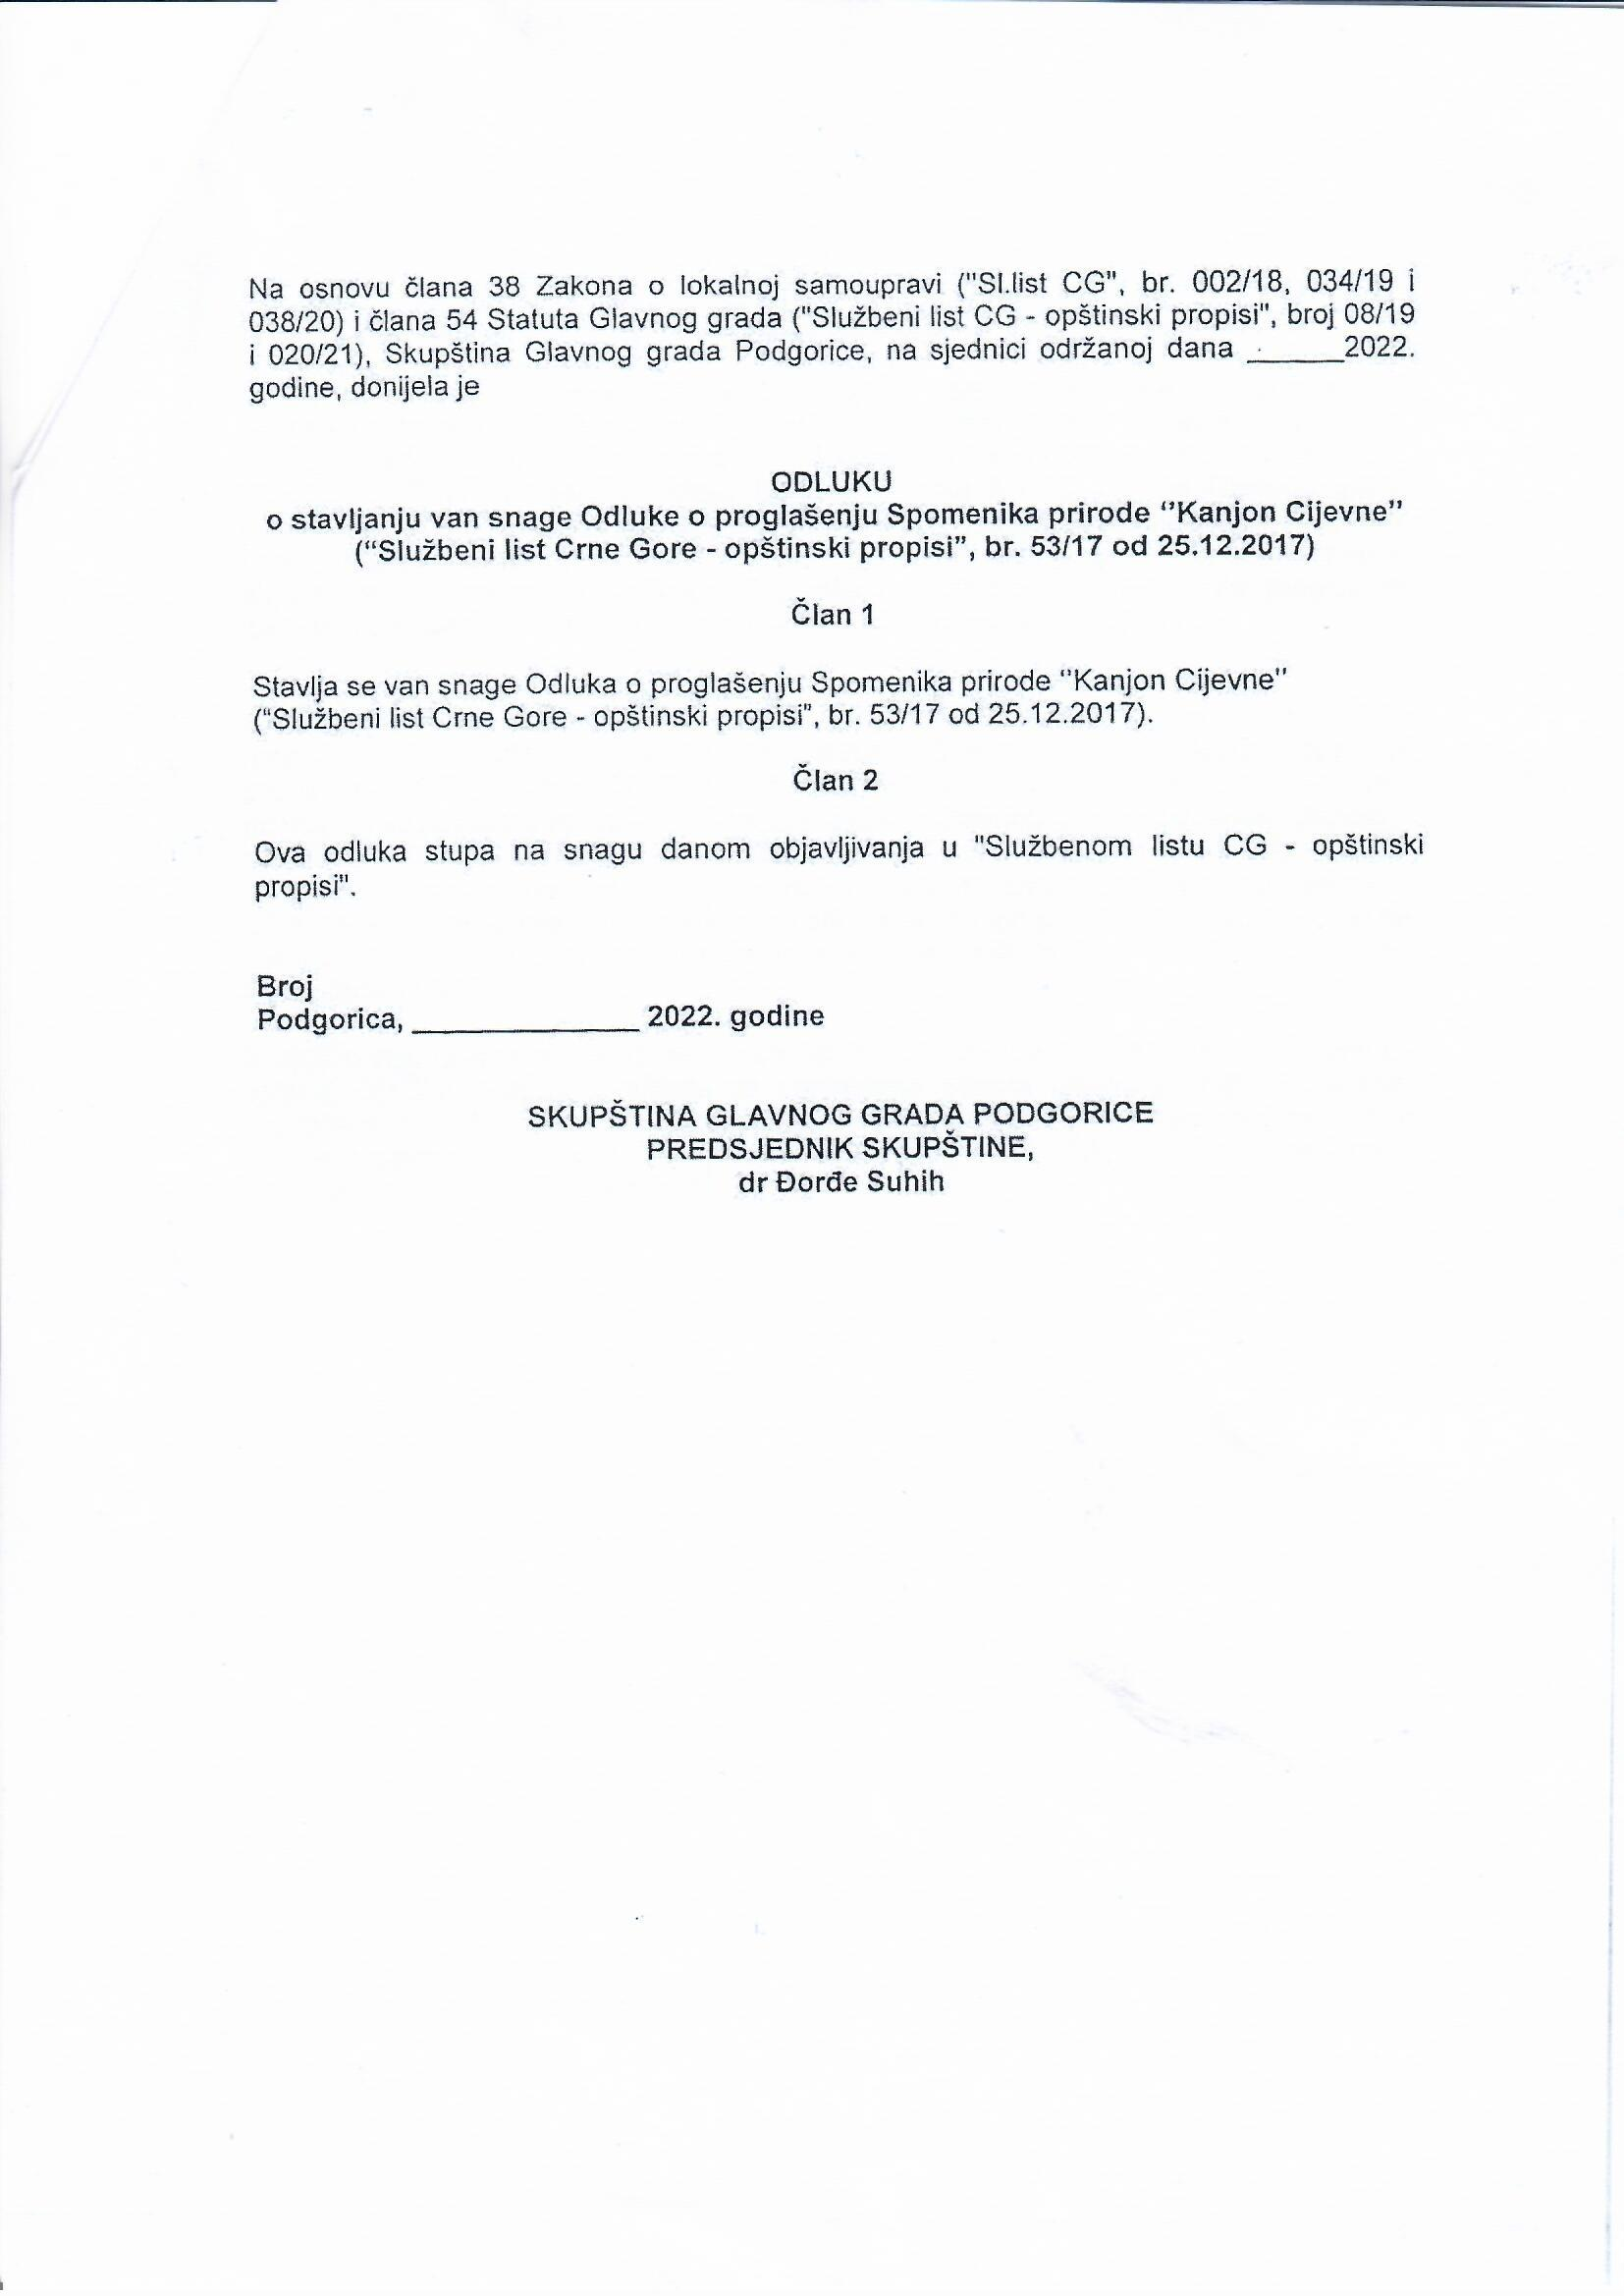 Na osnovu člana 38 Zakona o lokalnoj samoupravi ("Sl.list CG", br. 002/18, 034/19 i
038/20) i člana 54 Statuta Glavnog grada ("Službeni list CG - opštinski propisi", broj 08/19
i 020/21), Skupština Glavnog grada Podgorice, na sjednici održanoj dana ______2022.
godine, donijela je
ODLUKU
o stavljanju van snage Odluke o proglašenju Spomenika prirode ‘’Kanjon Cijevne’’
(“Službeni list Crne Gore - opštinski propisi”, br. 53/17 od 25.12.2017)
Član 1
Stavlja se van snage Odluka o proglašenju Spomenika prirode ‘’Kanjon Cijevne’’
(“Službeni list Crne Gore - opštinski propisi”, br. 53/17 od 25.12.2017).
Član 2
Ova odluka stupa na snagu danom objavljivanja u "Službenom listu CG - opštinski
propisi".
Broj
Podgorica, ______________ 2022. godine
SKUPŠTINA GLAVNOG GRADA PODGORICE
PREDSJEDNIK SKUPŠTINE,
dr Đorđe Suhih